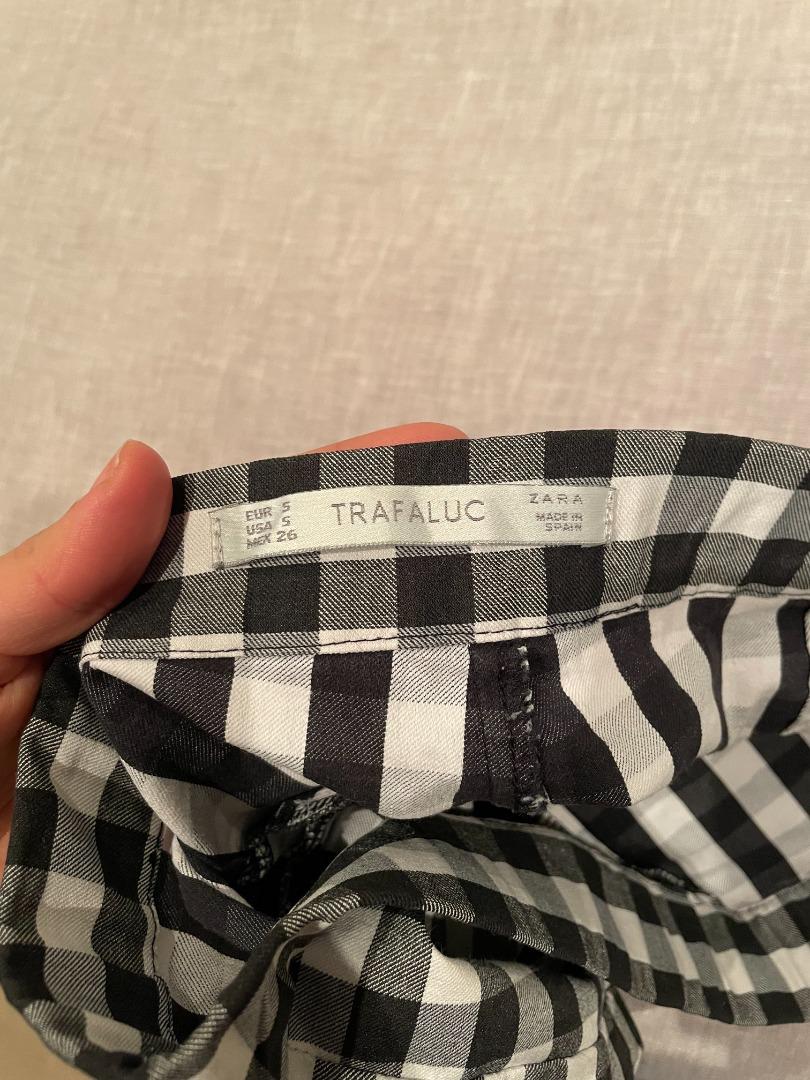 EUR S
USA S
MEX 26
TRAFALUC
ZARA
MADE IN
SPAIN